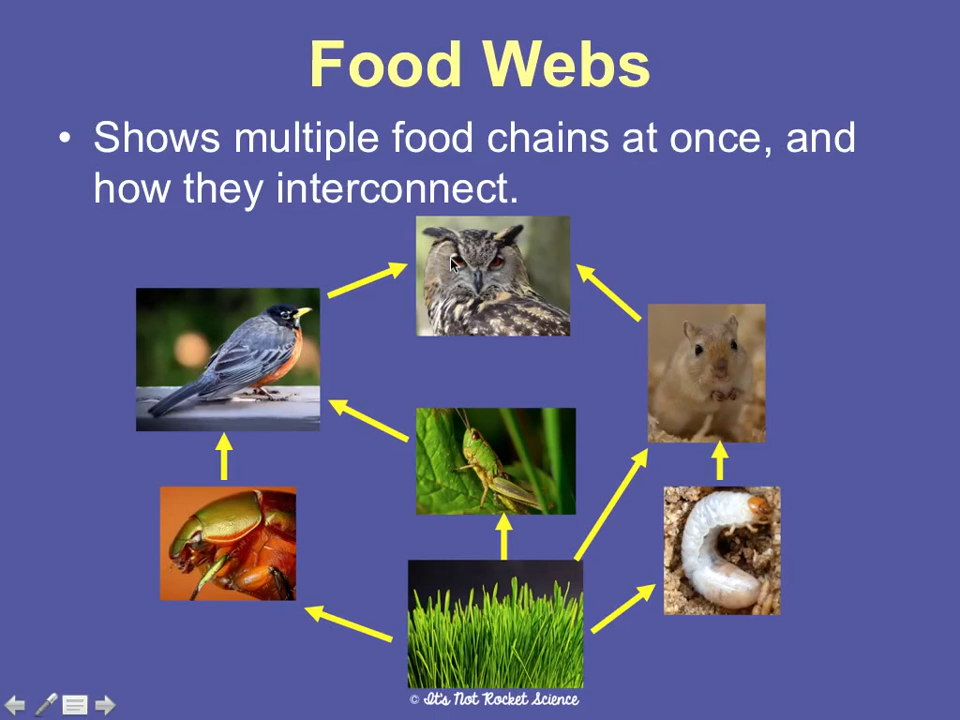 Food Webs
• Shows multiple food chains at once, and
how they interconnect.
© It's Not Rocket Science